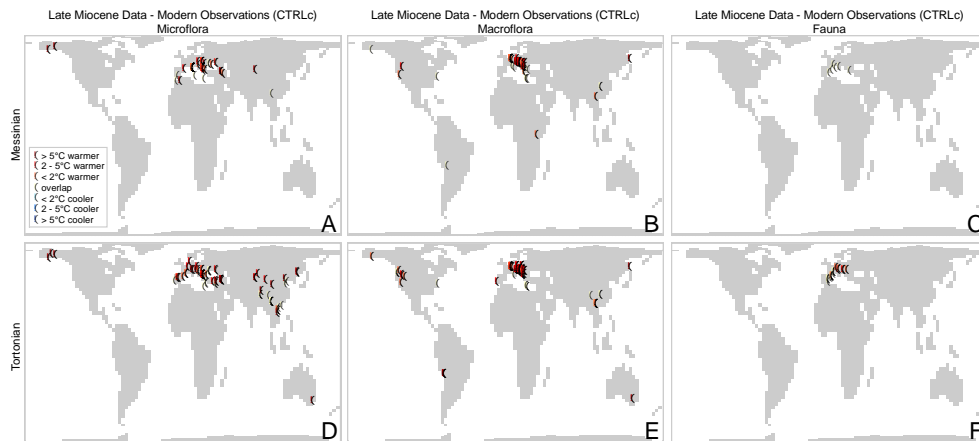 Late Miocene Data - Modern Observations (CTRLc)
Microflora
Late Miocene Data - Modern Observations (CTRLc)
Macroflora
Late Miocene Data - Modern Observations (CTRLc)
Fauna
Messinian
> 5°C warmer
2 - 5°C warmer
< 2°C warmer
overlap
< 2°C cooler
2 - 5°C cooler
> 5°C cooler
A
B
C
Tortonian
D
E
F